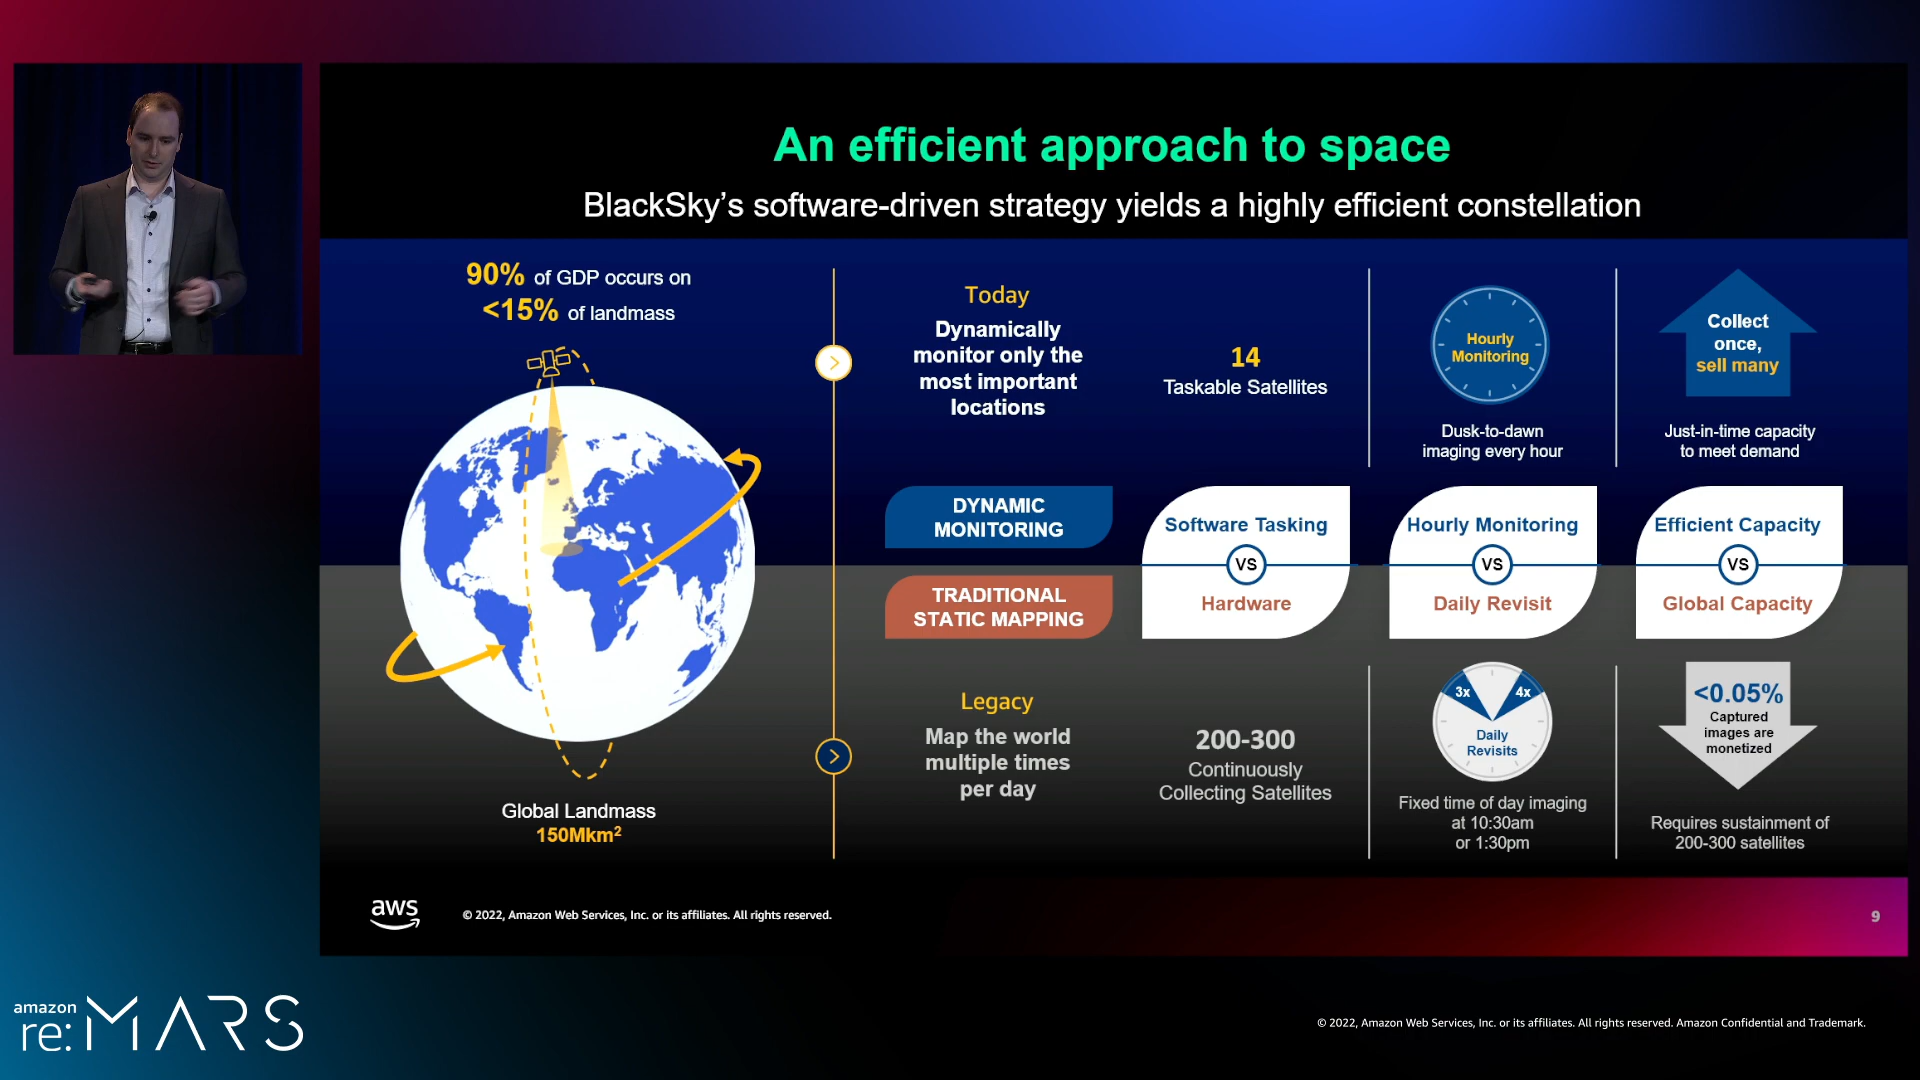 An efficient approach to space
BlackSky’s software-driven strategy yields a highly efficient constellation
90% of GDP occurs on
<15% of landmass
Global Landmass
150Mkm²
Today
Dynamically
monitor only the
most important
locations
14
Taskable Satellites
Hourly
Monitoring
Dusk-to-dawn
imaging every hour
Collect
once,
sell many
Just-in-time capacity
to meet demand
DYNAMIC
MONITORING
TRADITIONAL
STATIC MAPPING
Software Tasking
VS
Hardware
Hourly Monitoring
VS
Daily Revisit
Efficient Capacity
VS
Global Capacity
Legacy
Map the world
multiple times
per day
200-300
Continuously
Collecting Satellites
3x
4x
Daily
Revisits
Fixed time of day imaging
at 10:30am
or 1:30pm
<0.05%
Captured
images are
monetized
Requires sustainment of
200-300 satellites
aws
© 2022, Amazon Web Services, Inc. or its affiliates. All rights reserved.
9
amazon
re:MARS
© 2022, Amazon Web Services, Inc. or its affiliates. All rights reserved. Amazon Confidential and Trademark.